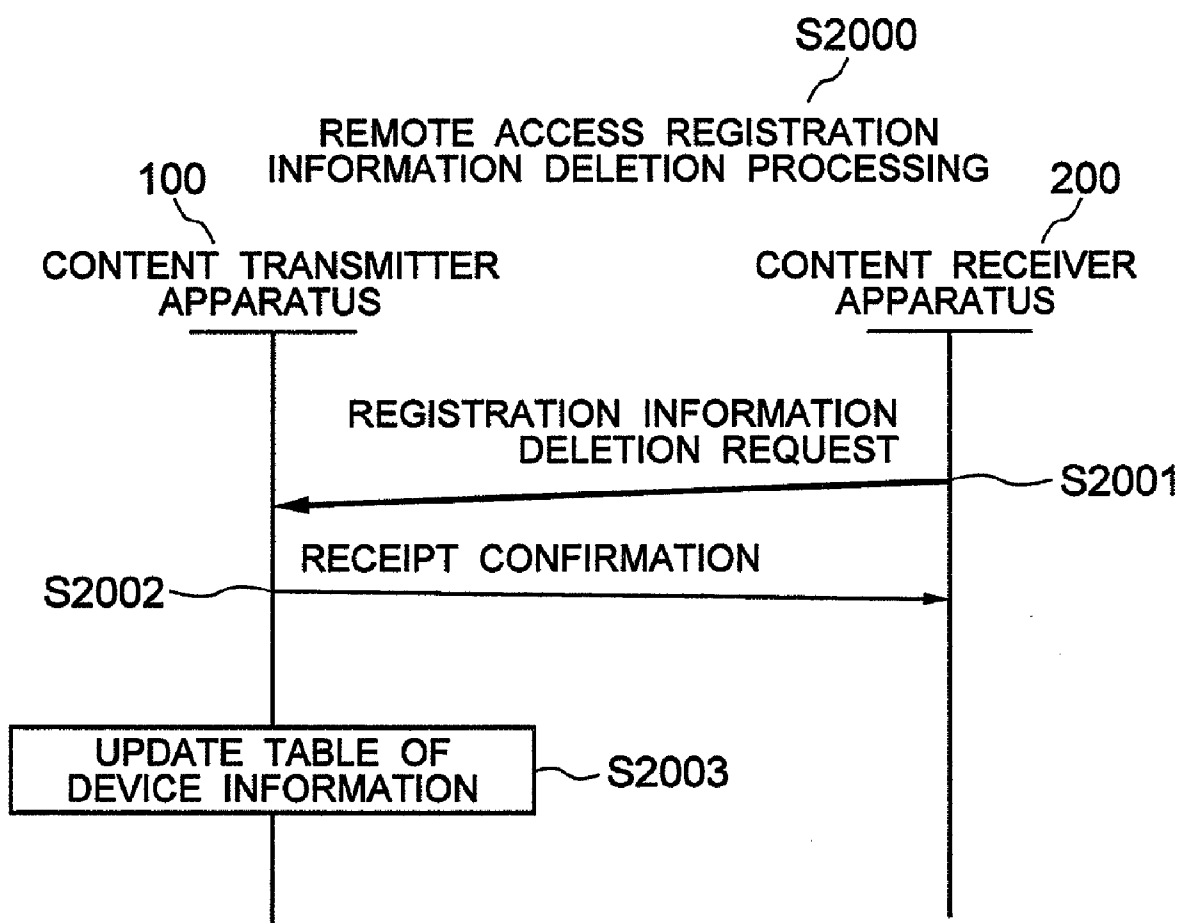 S2000
REMOTE ACCESS REGISTRATION
INFORMATION DELETION PROCESSING
100
200
CONTENT TRANSMITTER
APPARATUS
CONTENT RECEIVER
APPARATUS
REGISTRATION INFORMATION
DELETION REQUEST
S2001
RECEIPT CONFIRMATION
S2002
UPDATE TABLE OF
DEVICE INFORMATION
S2003